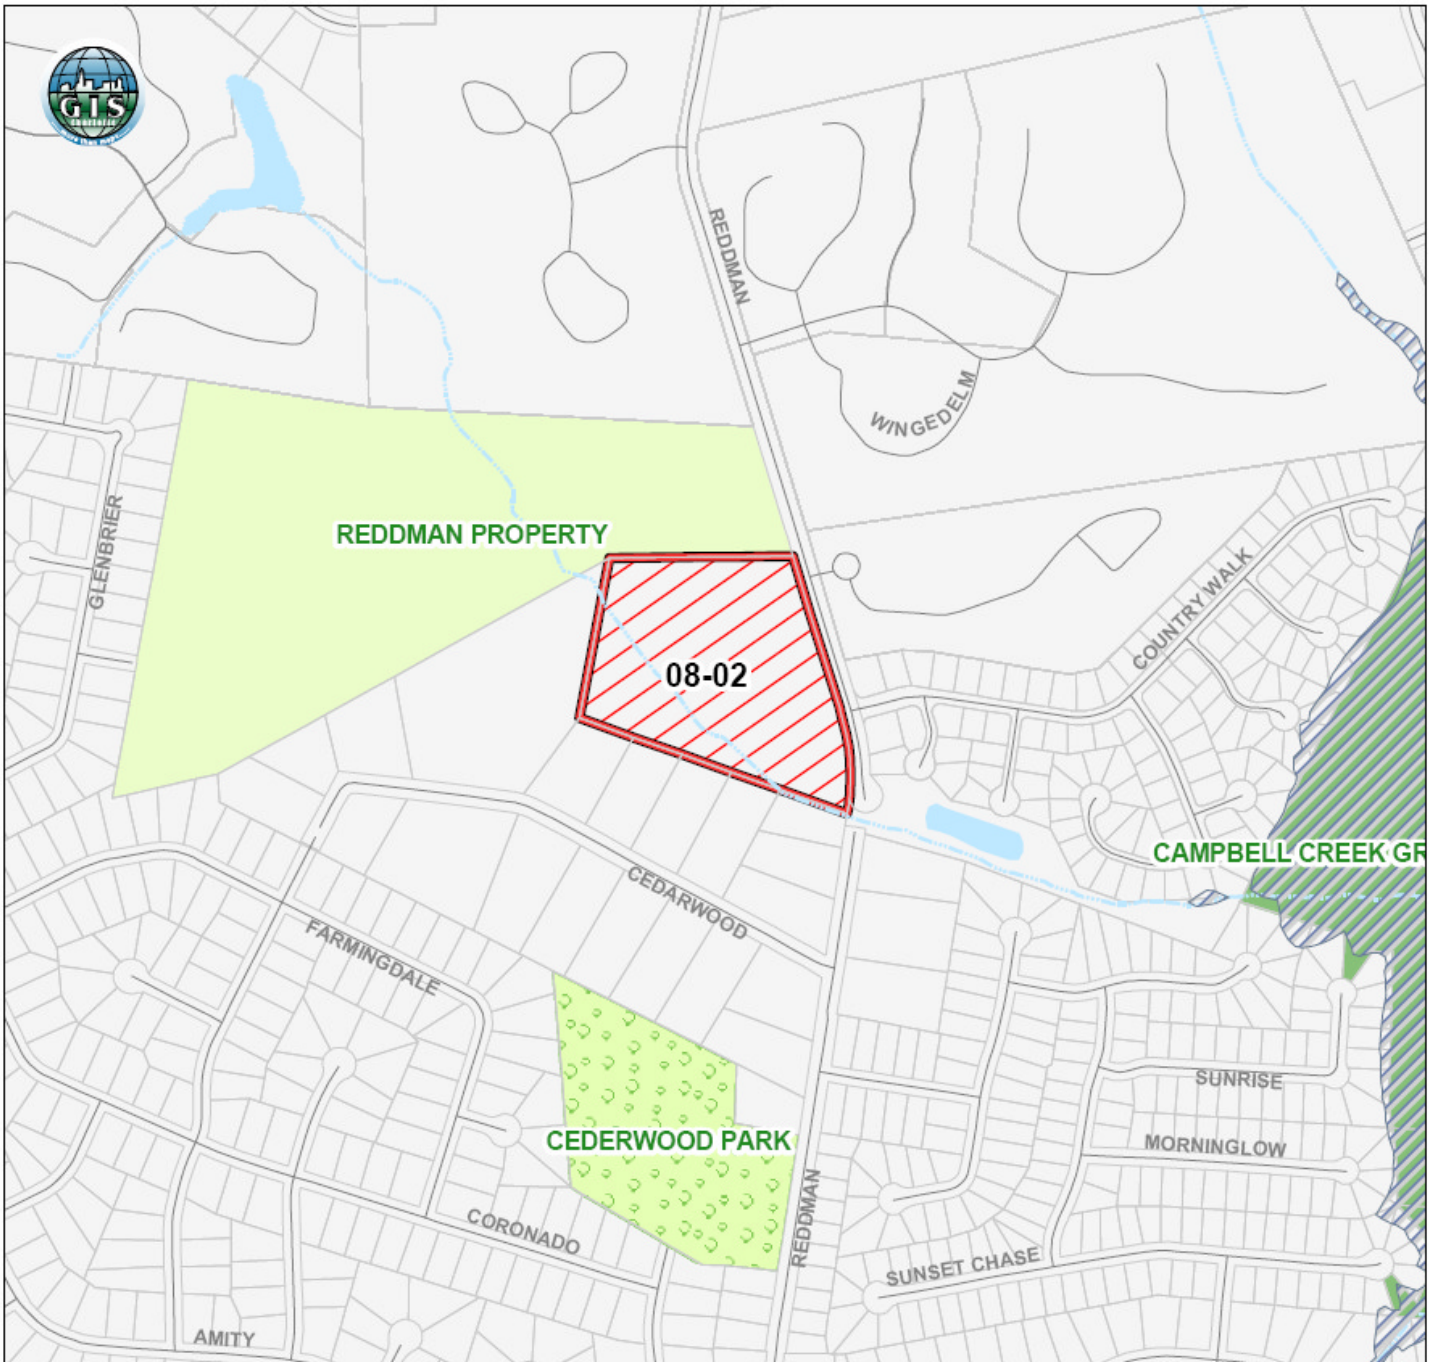 GIS
REDDMAN
WINGEDELM
GLENBRIER
REDDMAN PROPERTY
COUNTRY WALK
08-02
CAMPBELL CREEK GR
CEDARWOOD
FARMINGDALE
SUNRISE
CEDERWOOD PARK
MORNINGLOW
REDDMAN
CORONADO
SUNSET CHASE
AMITY